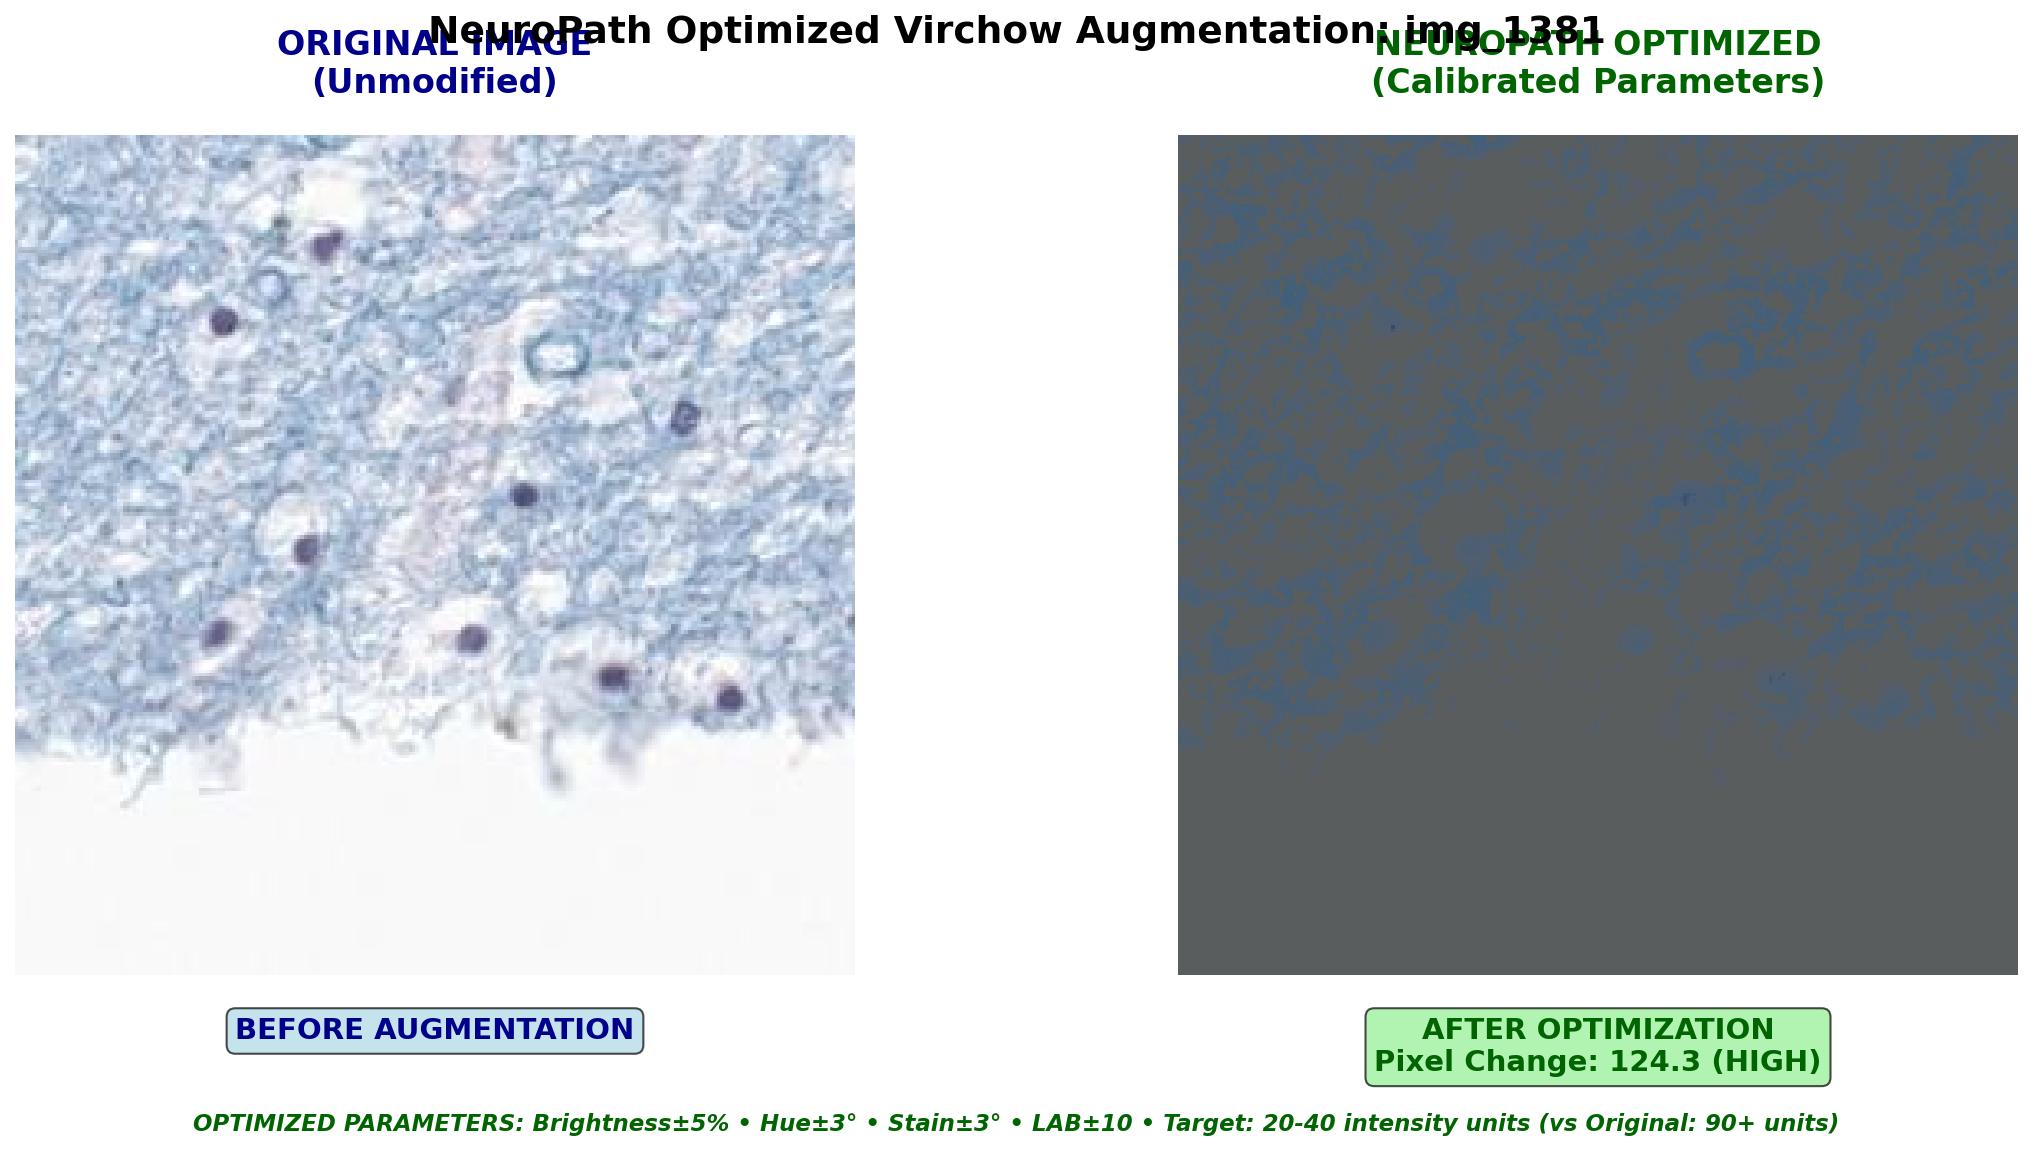 NeuroPath Optimized Virchow Augmentation: img_1381
ORIGINAL IMAGE
(Unmodified)
NEUROPATH OPTIMIZED
(Calibrated Parameters)
BEFORE AUGMENTATION
AFTER OPTIMIZATION
Pixel Change: 124.3 (HIGH)
OPTIMIZED PARAMETERS: Brightness±5% • Hue±3° • Stain±3° • LAB±10 • Target: 20-40 intensity units (vs Original: 90+ units)